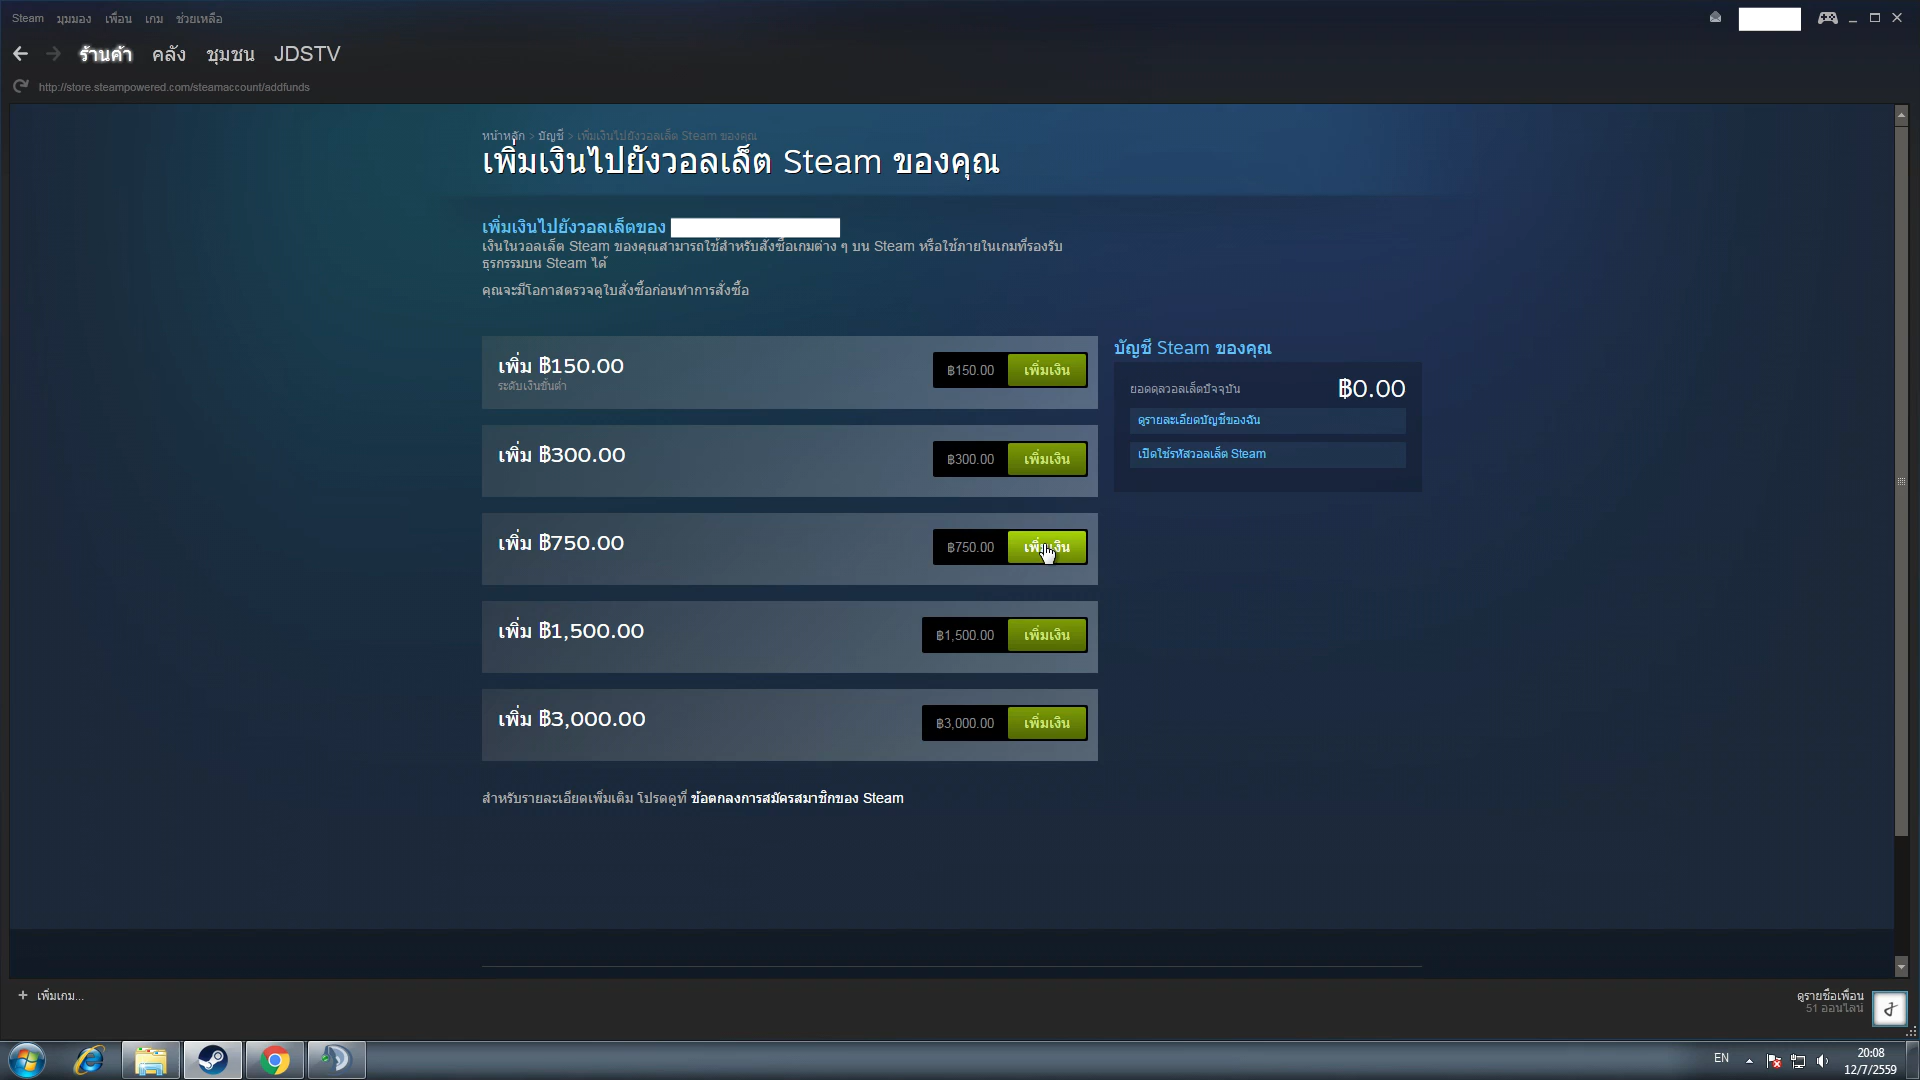 Steam มุมมอง เพื่อน เกม ช่วยเหลือ
ร้านค้า คลัง ชุมชน JDSTV
http://store.steampowered.com/steamaccount/addfunds
หน้าหลัก > บัญชี > เพิ่มเงินไปยังวอลเล็ต Steam ของคุณ
เพิ่มเงินไปยังวอลเล็ต Steam ของคุณ
เพิ่มเงินไปยังวอลเล็ตของ
เงินในวอลเล็ต Steam ของคุณสามารถใช้สำหรับสั่งซื้อเกมต่าง ๆ บน Steam หรือใช้ภายในเกมที่รองรับ
ธุรกรรมบน Steam ได้
คุณจะมีโอกาสตรวจดูใบสั่งซื้อก่อนทำการสั่งซื้อ
เพิ่ม ฿150.00
ระดับเงินขั้นต่ำ
฿150.00 เพิ่มเงิน
เพิ่ม ฿300.00
฿300.00 เพิ่มเงิน
เพิ่ม ฿750.00
฿750.00 เพิ่มเงิน
เพิ่ม ฿1,500.00
฿1,500.00 เพิ่มเงิน
เพิ่ม ฿3,000.00
฿3,000.00 เพิ่มเงิน
บัญชี Steam ของคุณ
ยอดดุลวอลเล็ตปัจจุบัน ฿0.00
ดูรายละเอียดบัญชีของฉัน
เปิดใช้รหัสวอลเล็ต Steam
สำหรับรายละเอียดเพิ่มเติม โปรดดูที่ ข้อตกลงการสมัครสมาชิกของ Steam
+ เพิ่มเกม...
ดูรายชื่อเพื่อน
51 ออนไลน์
EN
20:08
12/7/2559